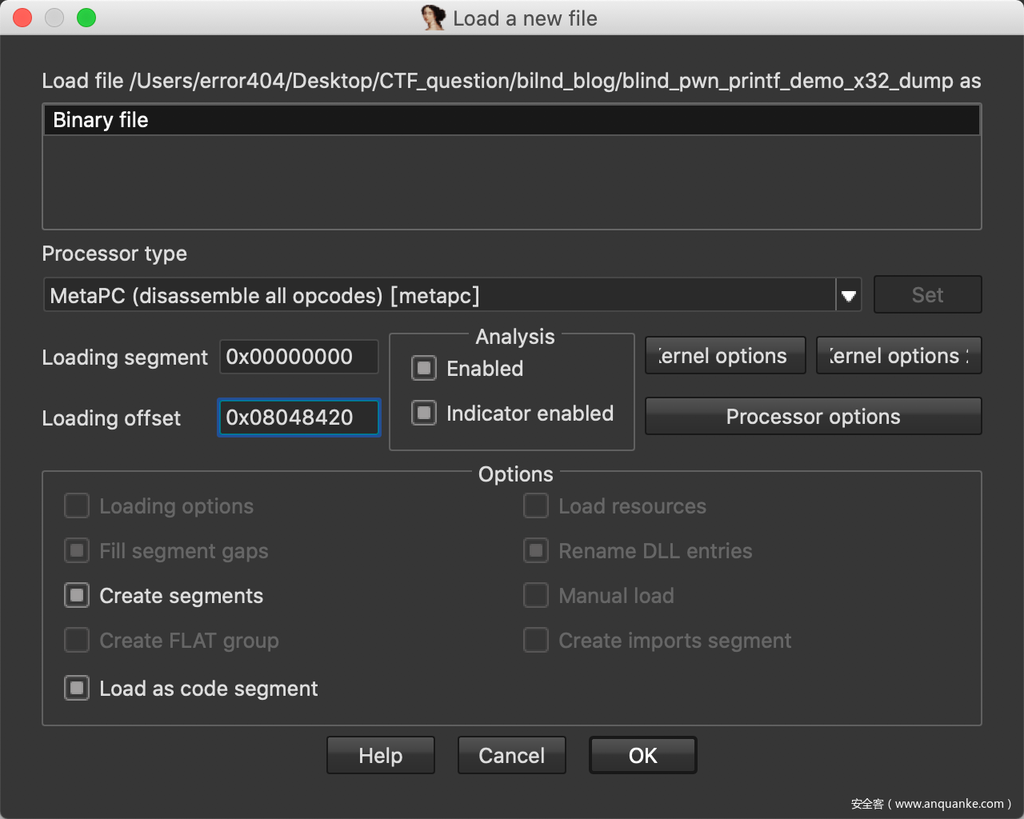 Load a new file
Load file /Users/error404/Desktop/CTF_question/bilnd_blog/blind_pwn_printf_demo_x32_dump as
Binary file
Processor type
MetaPC (disassemble all opcodes) [metapc]
Set
Loading segment
0x00000000
Loading offset
0x08048420
Analysis
Enabled
Indicator enabled
ernel options
ernel options
Processor options
Options
Loading options
Load resources
Fill segment gaps
Rename DLL entries
Create segments
Manual load
Create FLAT group
Create imports segment
Load as code segment
Help
Cancel
OK
安全客（www.anquanke.com）